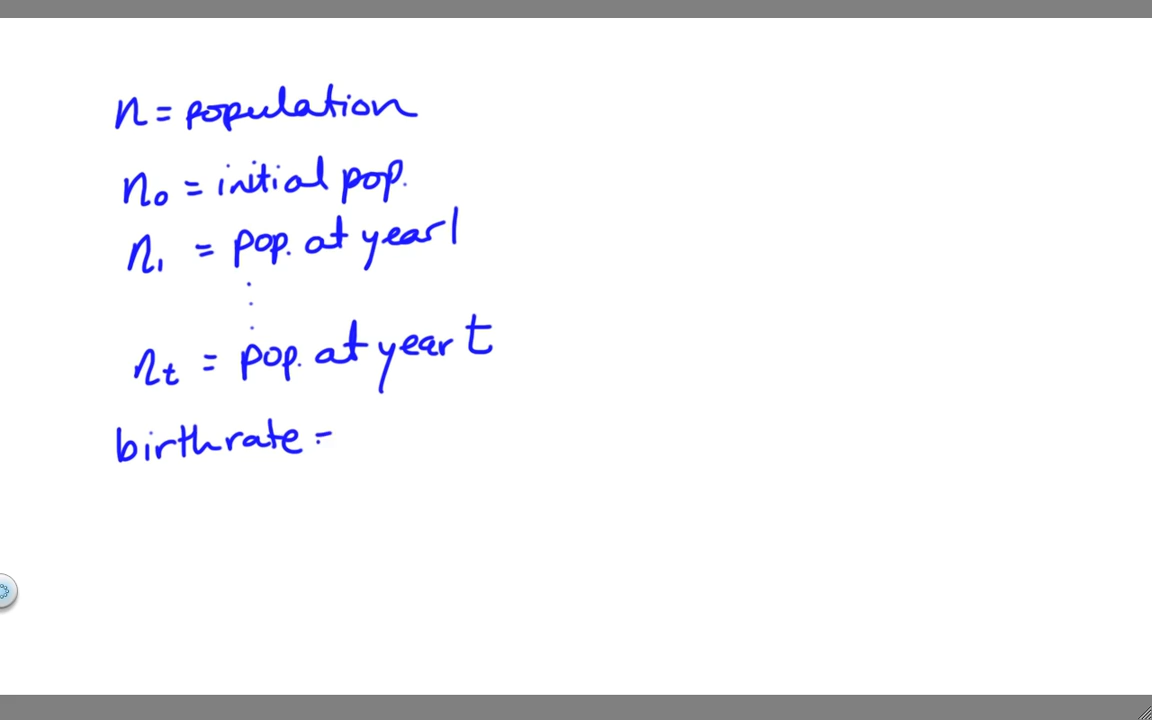 n = population
n₀ = initial pop.
n₁ = pop. at year 1
⋮
nₜ = pop. at year t
birthrate =